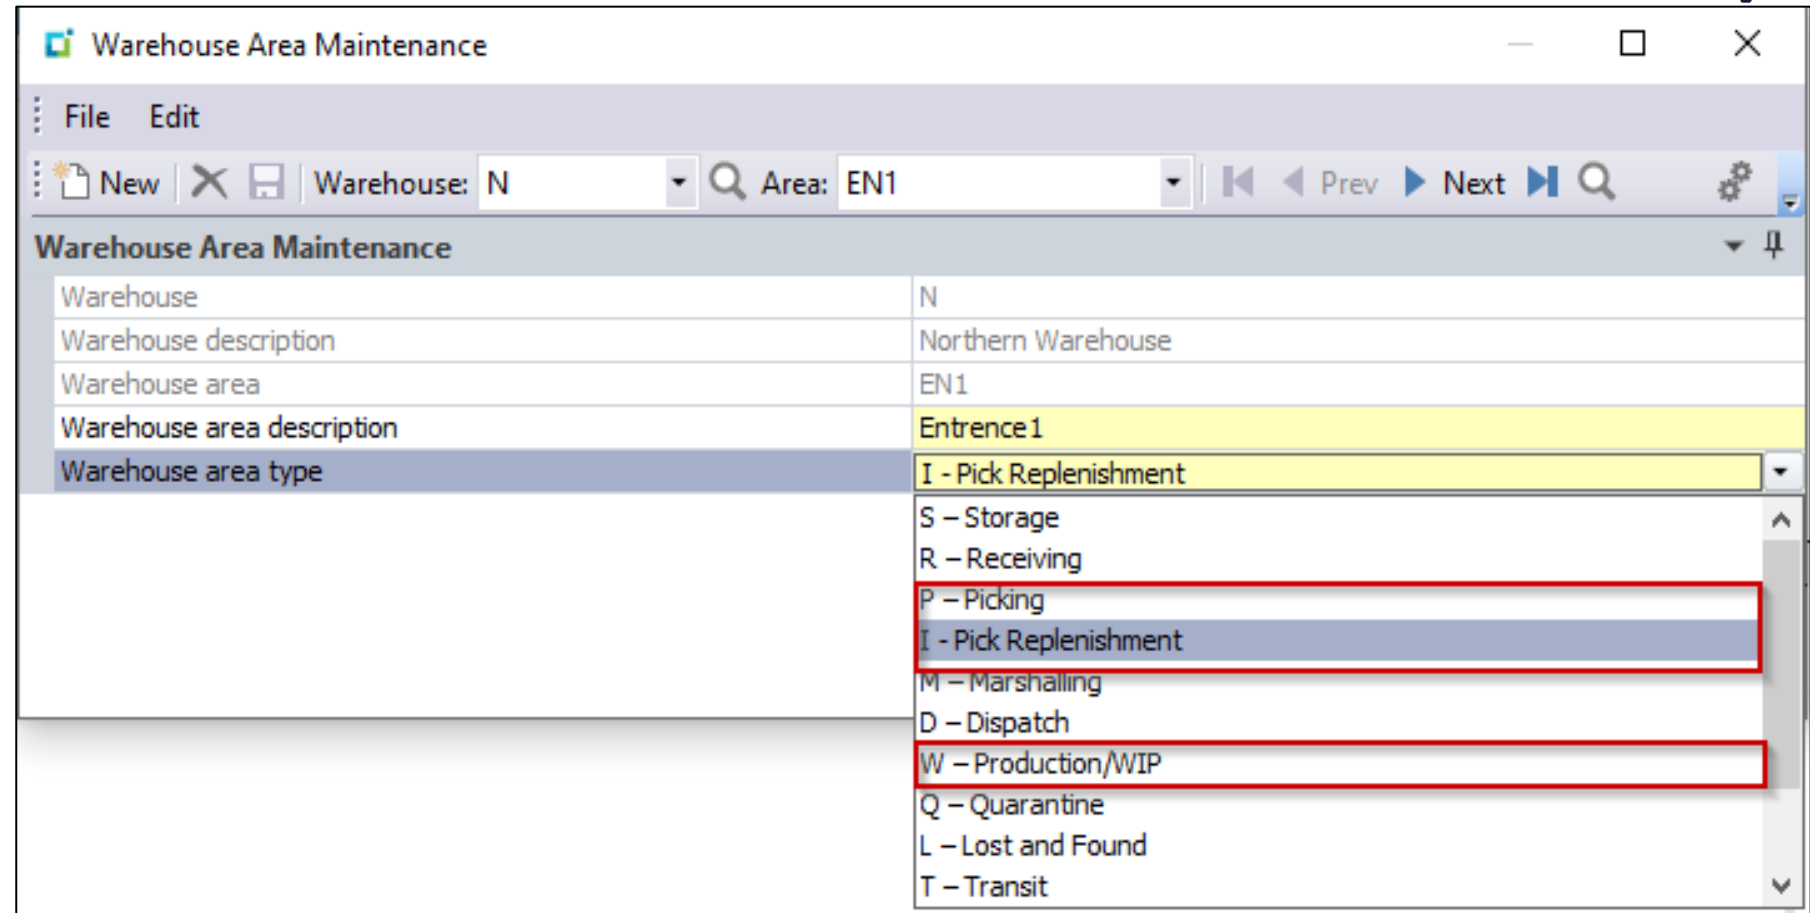 Warehouse Area Maintenance
File Edit
New Warehouse: N Area: EN1 Prev Next
Warehouse Area Maintenance
Warehouse N
Warehouse description Northern Warehouse
Warehouse area EN1
Warehouse area description Entrence1
Warehouse area type I - Pick Replenishment
S – Storage
R – Receiving
P – Picking
I - Pick Replenishment
M – Marshalling
D – Dispatch
W – Production/WIP
Q – Quarantine
L – Lost and Found
T – Transit